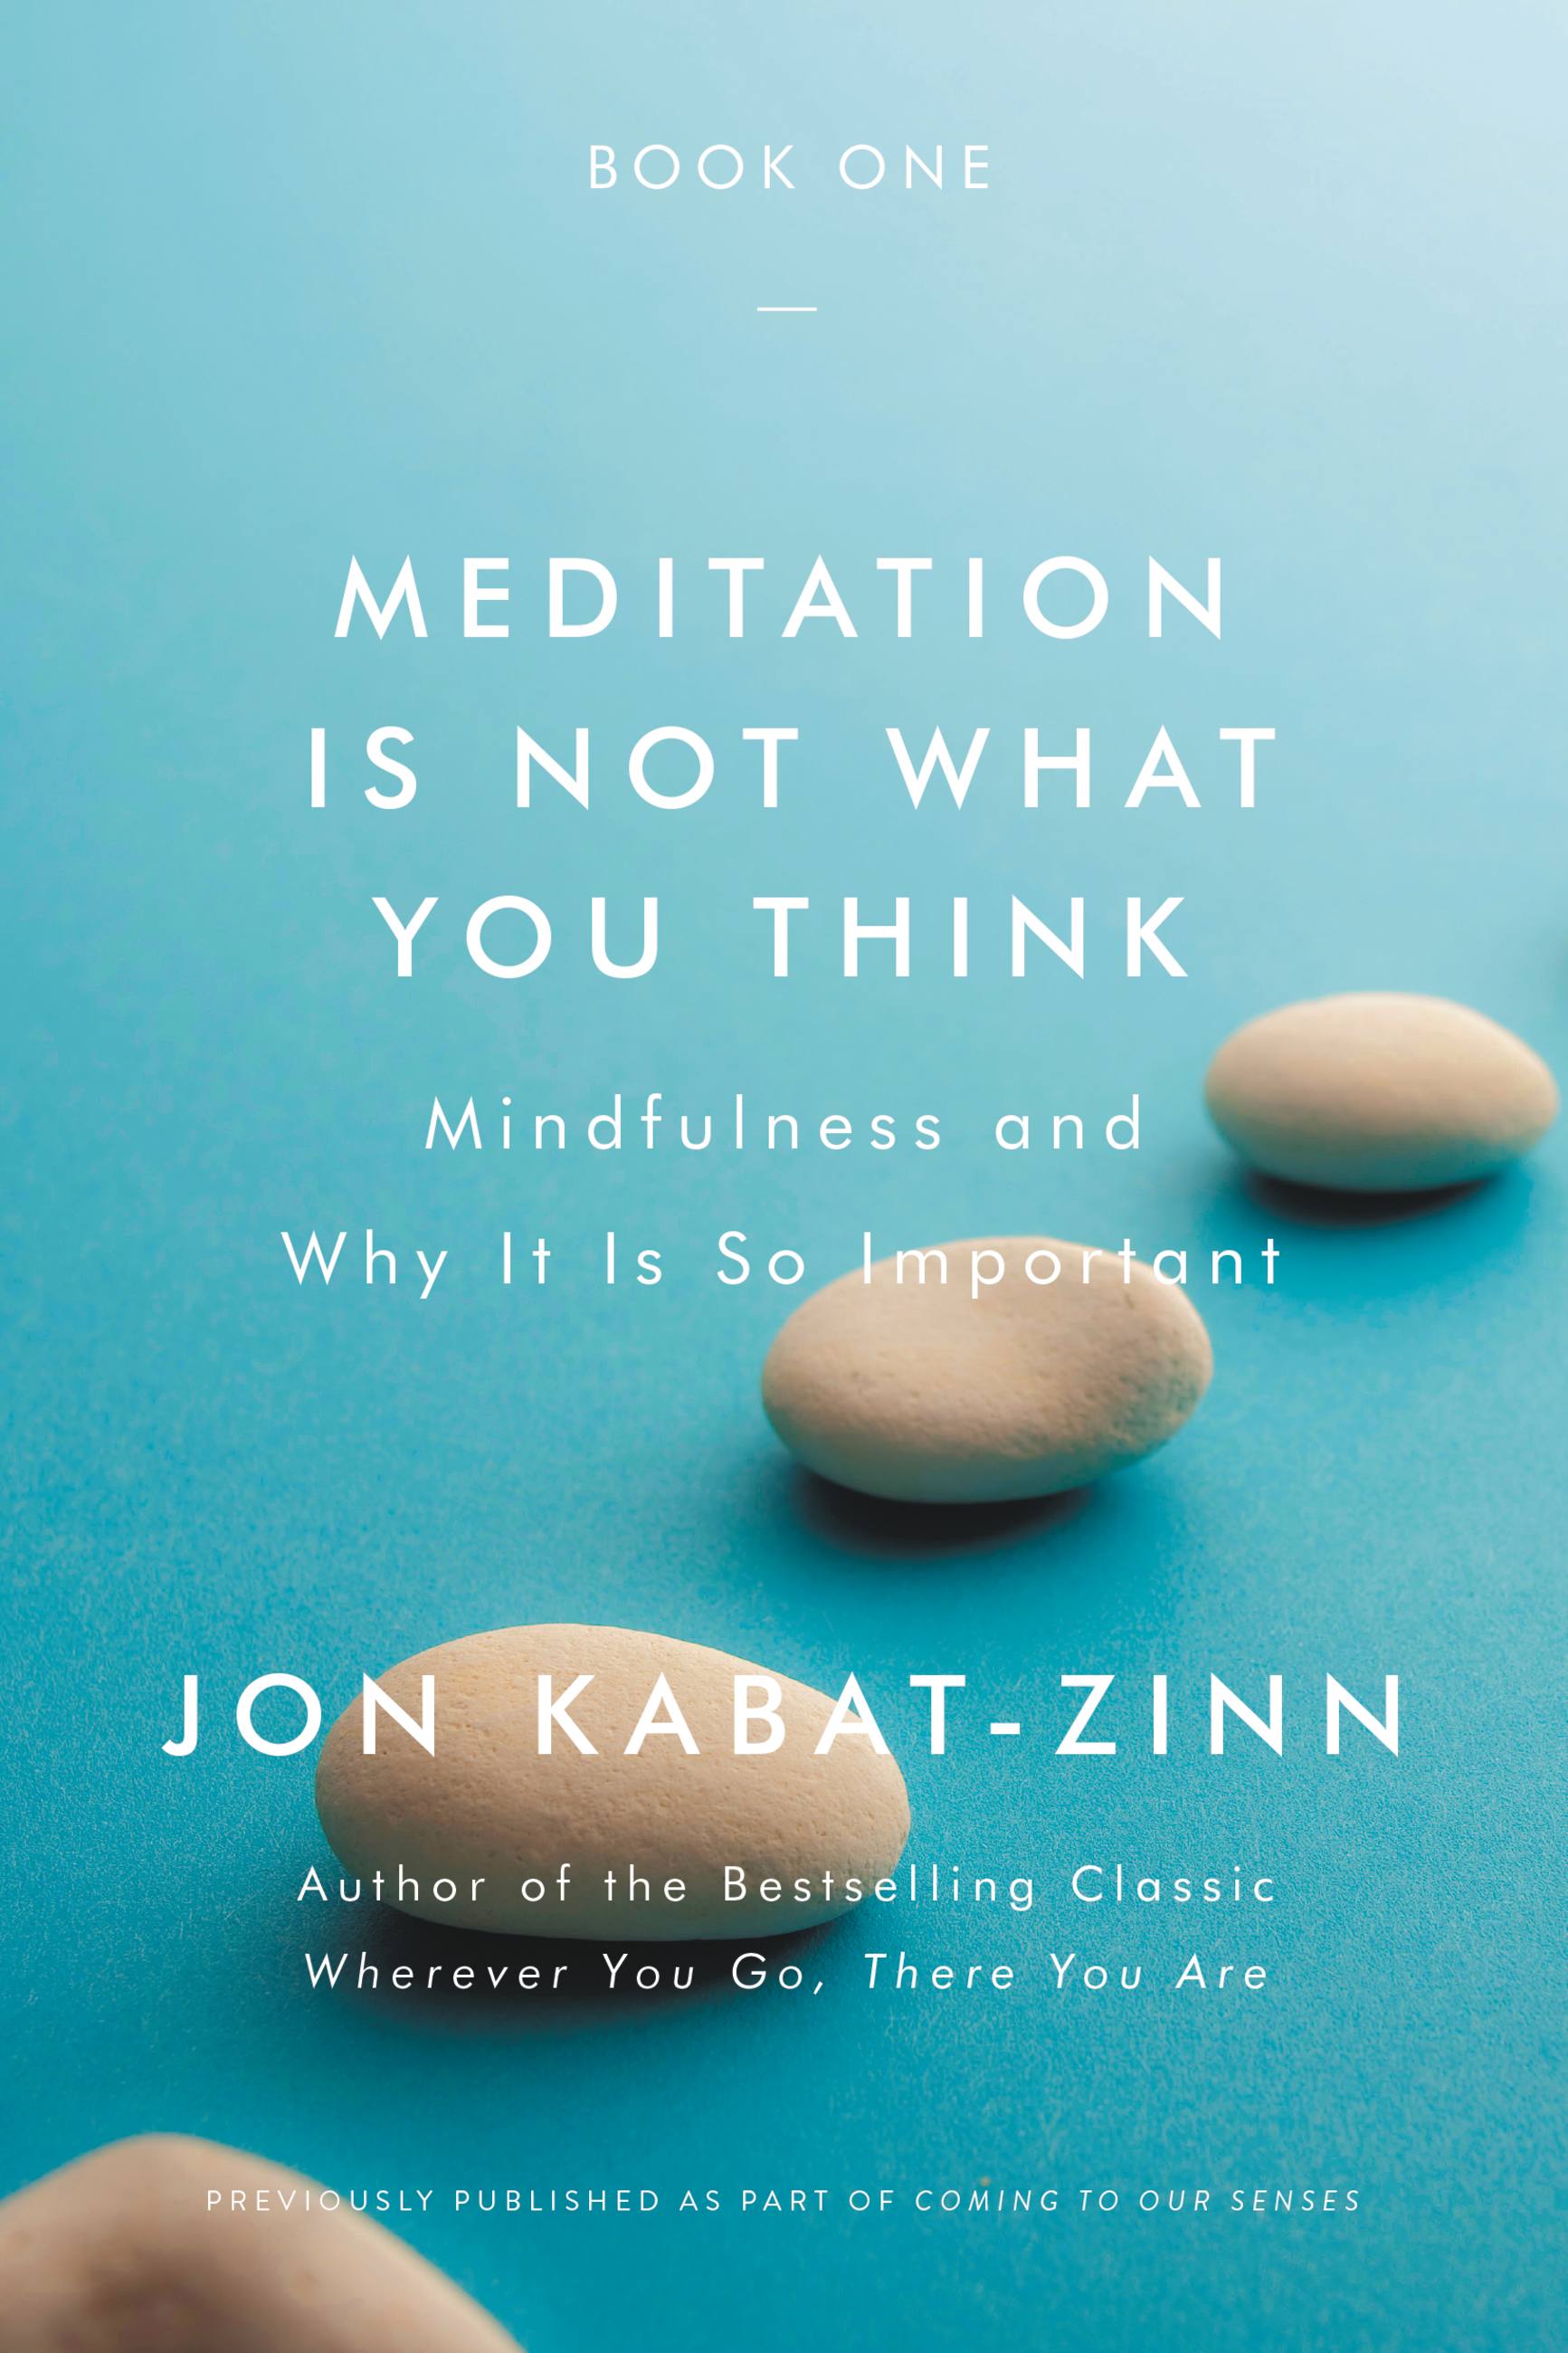 BOOK ONE
MEDITATION
IS NOT WHAT
YOU THINK
Mindfulness and
Why It Is So Important
JON KABAT-ZINN
Author of the Bestselling Classic
Wherever You Go, There You Are
PREVIOUSLY PUBLISHED AS PART OF COMING TO OUR SENSES